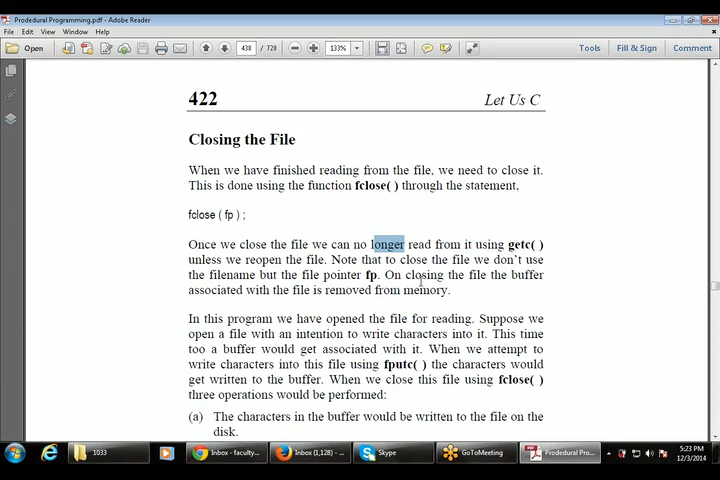 Prodedural Programming.pdf - Adobe Reader
File Edit View Window Help
Open 438 / 728 133% Tools Fill & Sign Comment
422 Let Us C
Closing the File
When we have finished reading from the file, we need to close it.
This is done using the function fclose( ) through the statement,
fclose ( fp ) ;
Once we close the file we can no longer read from it using getc( )
unless we reopen the file. Note that to close the file we don't use
the filename but the file pointer fp. On closing the file the buffer
associated with the file is removed from memory.
In this program we have opened the file for reading. Suppose we
open a file with an intention to write characters into it. This time
too a buffer would get associated with it. When we attempt to
write characters into this file using fputc( ) the characters would
get written to the buffer. When we close this file using fclose( )
three operations would be performed:
(a) The characters in the buffer would be written to the file on the
disk.
1033 Inbox - faculty... Inbox (1,128) - ... Skype GoToMeeting Prodedural Pro...
5:23 PM
12/3/2014